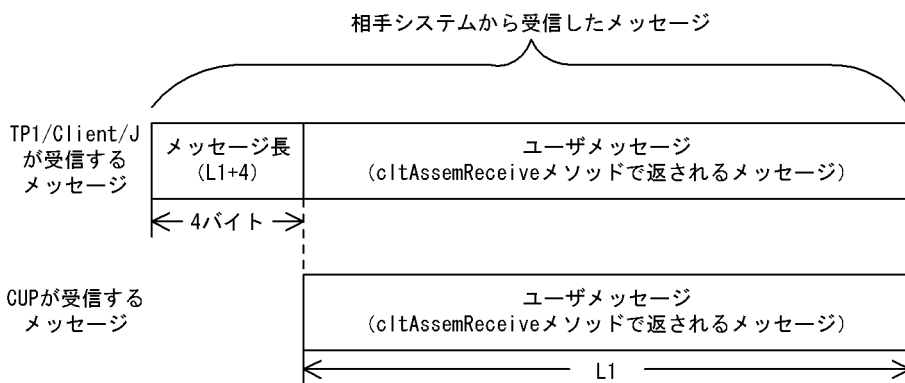 相手システムから受信したメッセージ
TP1/Client/J
が受信する
メッセージ
メッセージ長
(L1+4)
ユーザメッセージ
(cltAssemReceiveメソッドで返されるメッセージ)
4バイト
CUPが受信する
メッセージ
ユーザメッセージ
(cltAssemReceiveメソッドで返されるメッセージ)
L1